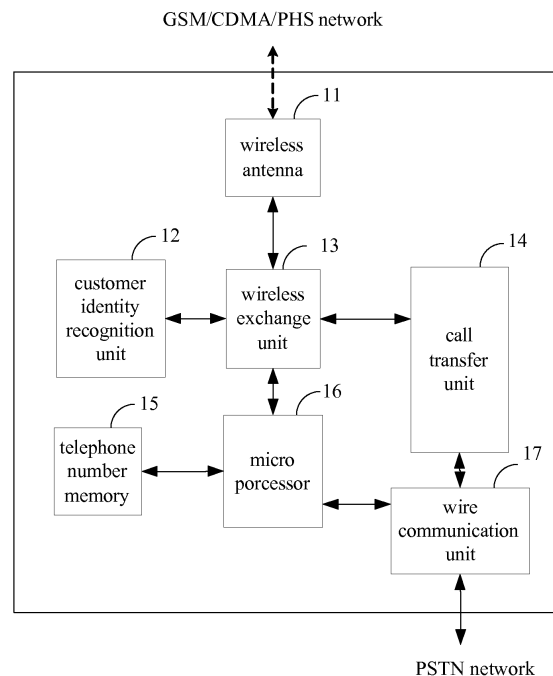 GSM/CDMA/PHS network
11
wireless
antenna
12
customer
identity
recognition
unit
13
wireless
exchange
unit
14
call
transfer
unit
15
telephone
number
memory
16
micro
porcessor
17
wire
communication
unit
PSTN network